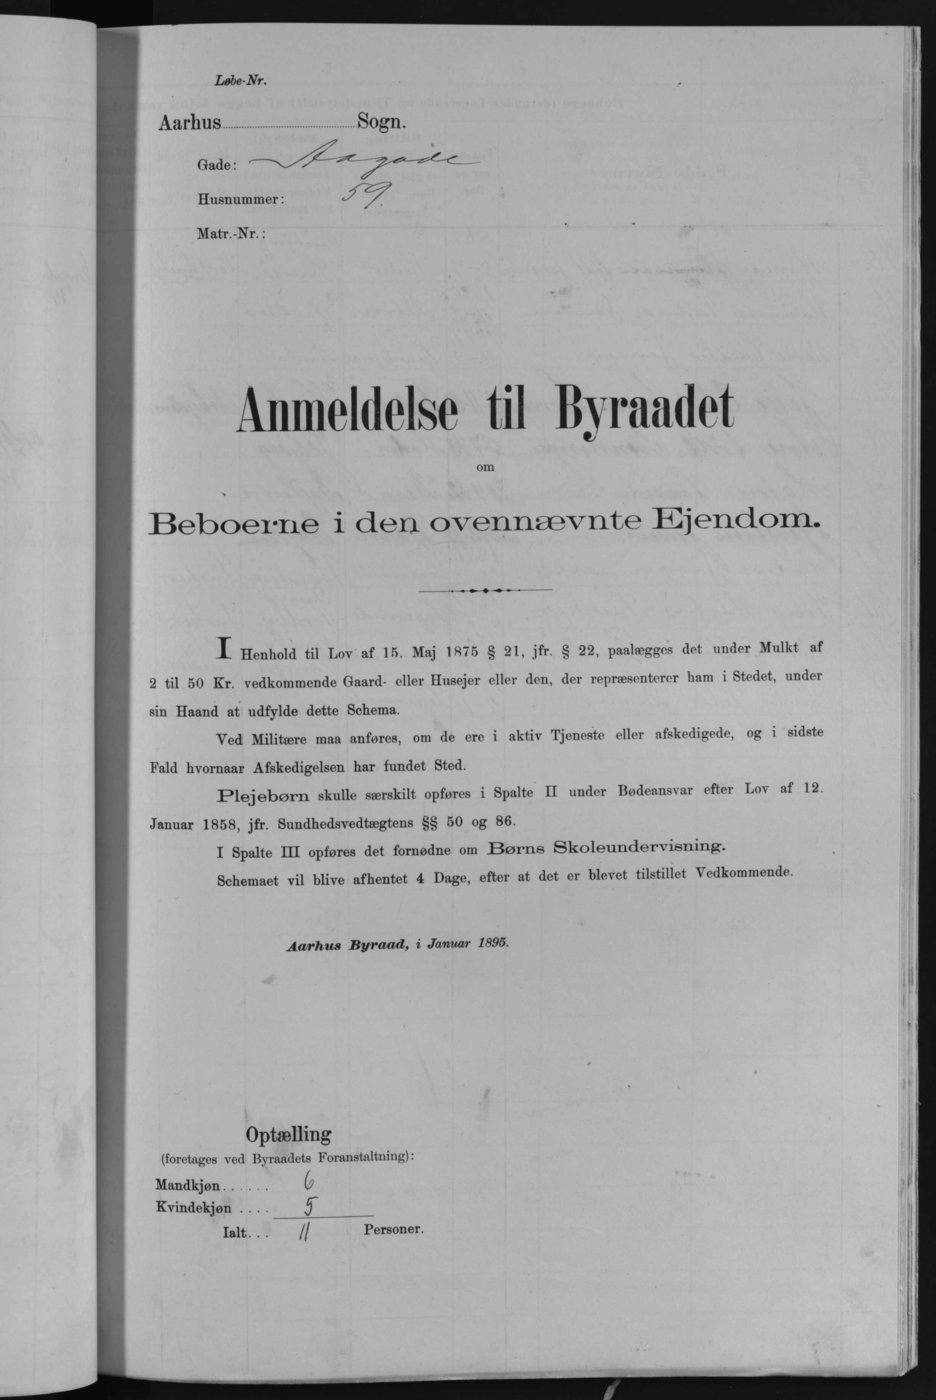 Løbe-Nr.
Aarhus Sogn.
Gade: Aagade
Husnummer: 59.
Matr.-Nr.:
Anmeldelse til Byraadet
om
Beboerne i den ovennævnte Ejendom.
I Henhold til Lov af 15. Maj 1875 § 21, jfr. § 22, paalægges det under Mulkt af
2 til 50 Kr. vedkommende Gaard- eller Husejer eller den, der repræsenterer ham i Stedet, under
sin Haand at udfylde dette Schema.
Ved Militære maa anføres, om de ere i aktiv Tjeneste eller afskedigede, og i sidste
Fald hvornaar Afskedigelsen har fundet Sted.
Plejebørn skulle særskilt opføres i Spalte II under Bødeansvar efter Lov af 12.
Januar 1858, jfr. Sundhedsvedtægtens §§ 50 og 86.
I Spalte III opføres det fornødne om Børns Skoleundervisning.
Schemaet vil blive afhentet 4 Dage, efter at det er blevet tilstillet Vedkommende.
Aarhus Byraad, i Januar 1895.
Optælling
(foretages ved Byraadets Foranstaltning):
Mandkjøn...... 6
Kvindekjøn .... 5
Ialt... 11 Personer.